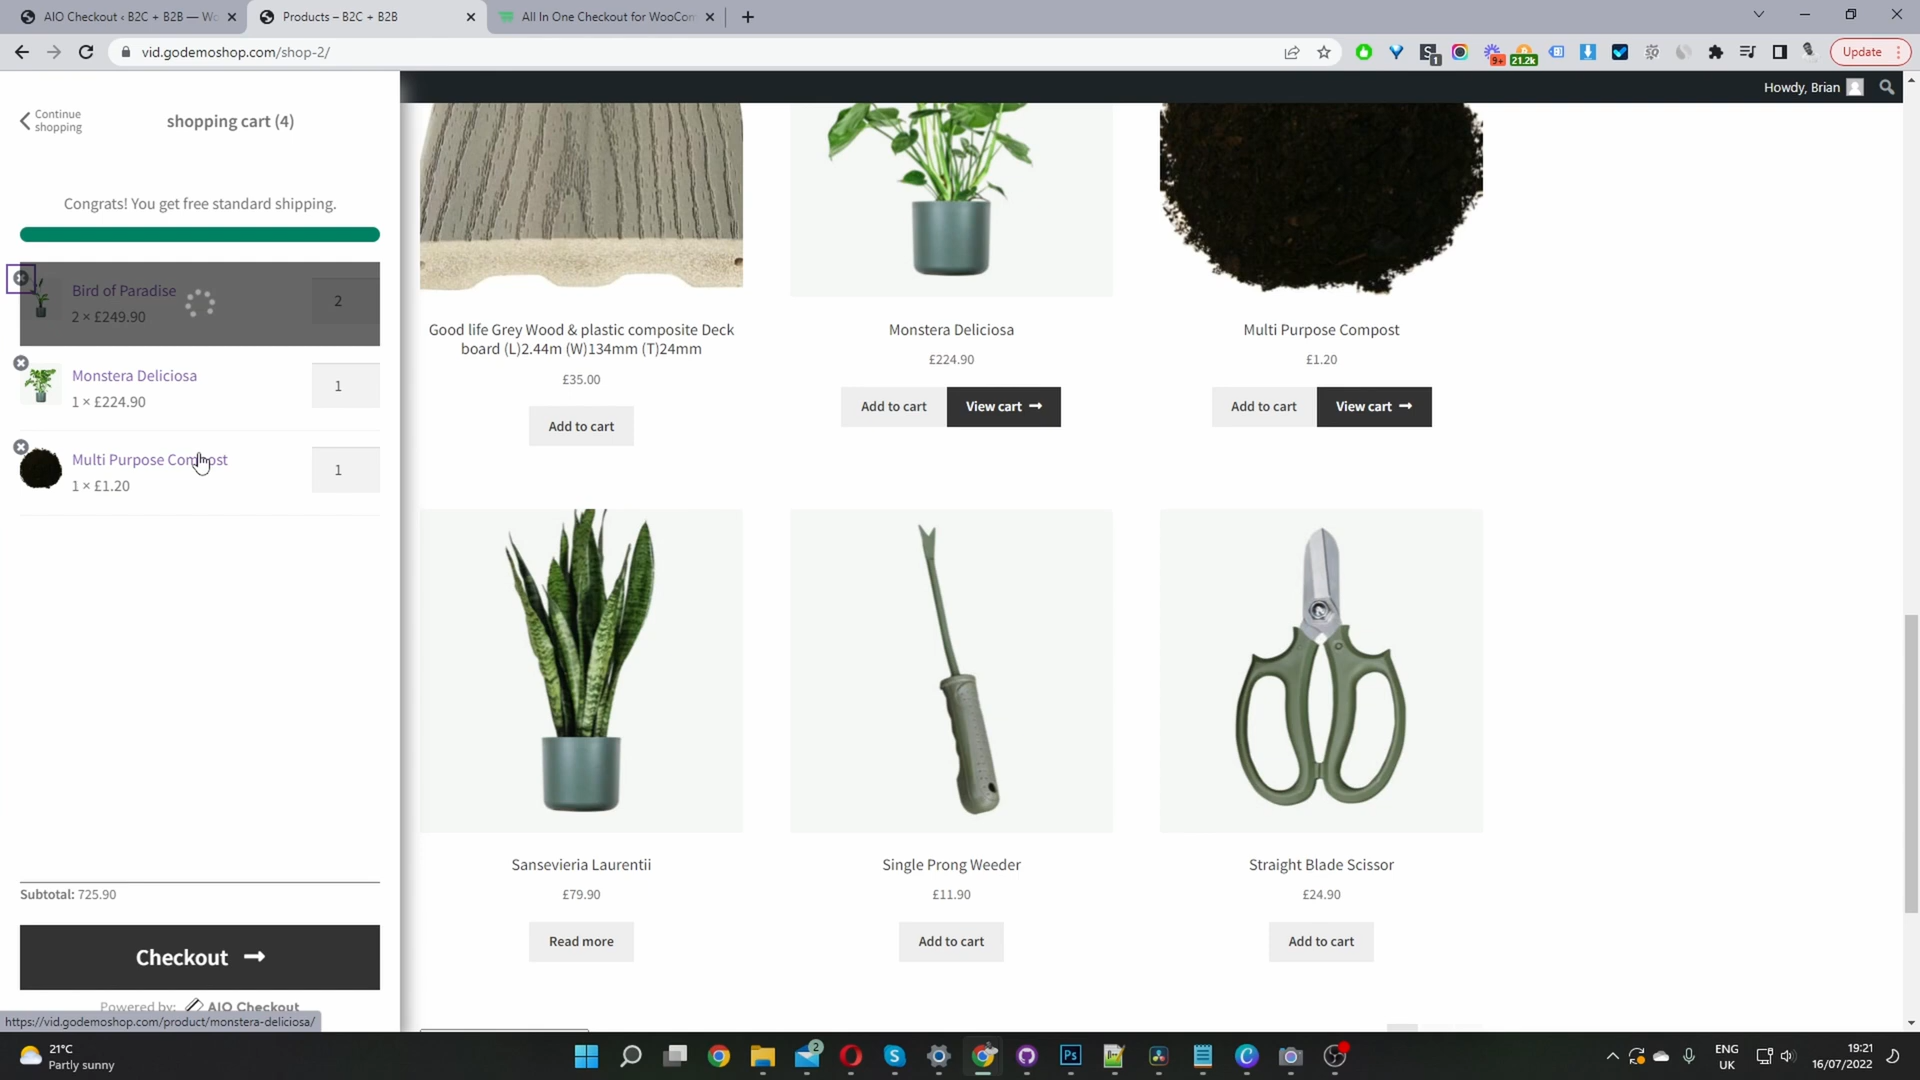 AIO Checkout ‹ B2C + B2B — Wo
Products – B2C + B2B
All In One Checkout for WooCom
vid.godemoshop.com/shop-2/
1
9+
21.2k
Update
Howdy, Brian
Continue
shopping
shopping cart (4)
Congrats! You get free standard shipping.
Bird of Paradise
2 × £249.90
2
Monstera Deliciosa
1 × £224.90
1
Multi Purpose Compost
1 × £1.20
1
Subtotal: 725.90
Checkout
Powered by: AIO Checkout
https://vid.godemoshop.com/product/monstera-deliciosa/
Good life Grey Wood & plastic composite Deck
board (L)2.44m (W)134mm (T)24mm
£35.00
Add to cart
Monstera Deliciosa
£224.90
Add to cart
View cart
Multi Purpose Compost
£1.20
Add to cart
View cart
Sansevieria Laurentii
£79.90
Read more
Single Prong Weeder
£11.90
Add to cart
Straight Blade Scissor
£24.90
Add to cart
21°C
Partly sunny
2
Ps
ENG
UK
19:21
16/07/2022